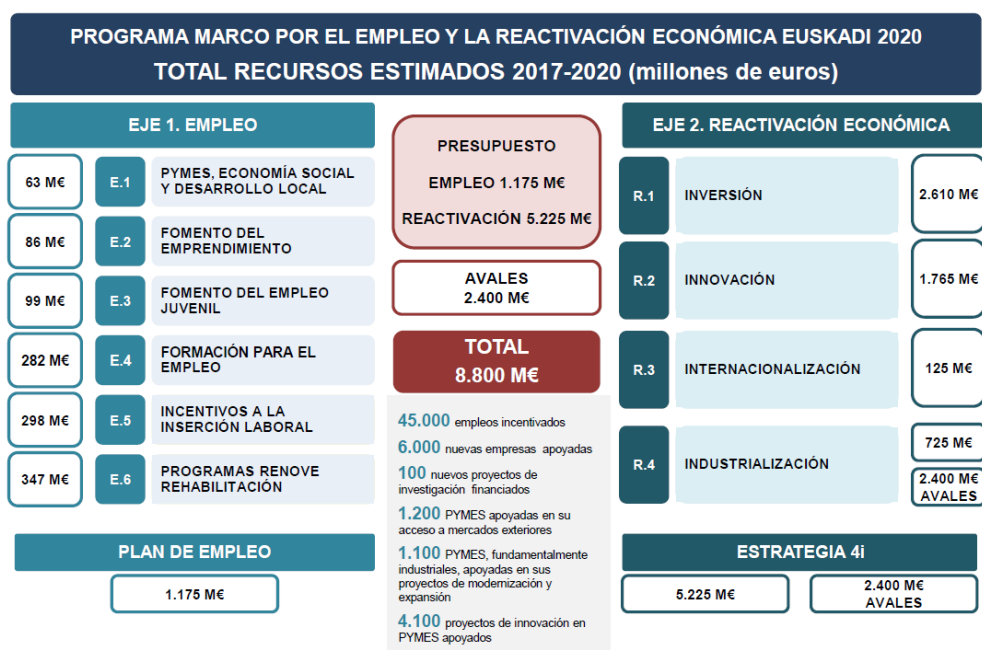 PROGRAMA MARCO POR EL EMPLEO Y LA REACTIVACIÓN ECONÓMICA EUSKADI 2020
TOTAL RECURSOS ESTIMADOS 2017-2020 (millones de euros)
EJE 1. EMPLEO
63 M€
E.1
PYMES, ECONOMÍA SOCIAL
Y DESARROLLO LOCAL
86 M€
E.2
FOMENTO DEL
EMPRENDIMIENTO
99 M€
E.3
FOMENTO DEL EMPLEO
JUVENIL
282 M€
E.4
FORMACIÓN PARA EL
EMPLEO
298 M€
E.5
INCENTIVOS A LA
INSERCIÓN LABORAL
347 M€
E.6
PROGRAMAS RENOVE
REHABILITACIÓN
PLAN DE EMPLEO
1.175 M€
PRESUPUESTO
EMPLEO 1.175 M€
REACTIVACIÓN 5.225 M€
AVALES
2.400 M€
TOTAL
8.800 M€
45.000 empleos incentivados
6.000 nuevas empresas apoyadas
100 nuevos proyectos de
investigación financiados
1.200 PYMES apoyadas en su
acceso a mercados exteriores
1.100 PYMES, fundamentalmente
industriales, apoyadas en sus
proyectos de modernización y
expansión
4.100 proyectos de innovación en
PYMES apoyados
EJE 2. REACTIVACIÓN ECONÓMICA
R.1
INVERSIÓN
2.610 M€
R.2
INNOVACIÓN
1.765 M€
R.3
INTERNACIONALIZACIÓN
125 M€
R.4
INDUSTRIALIZACIÓN
725 M€
2.400 M€
AVALES
ESTRATEGIA 4i
5.225 M€
2.400 M€
AVALES